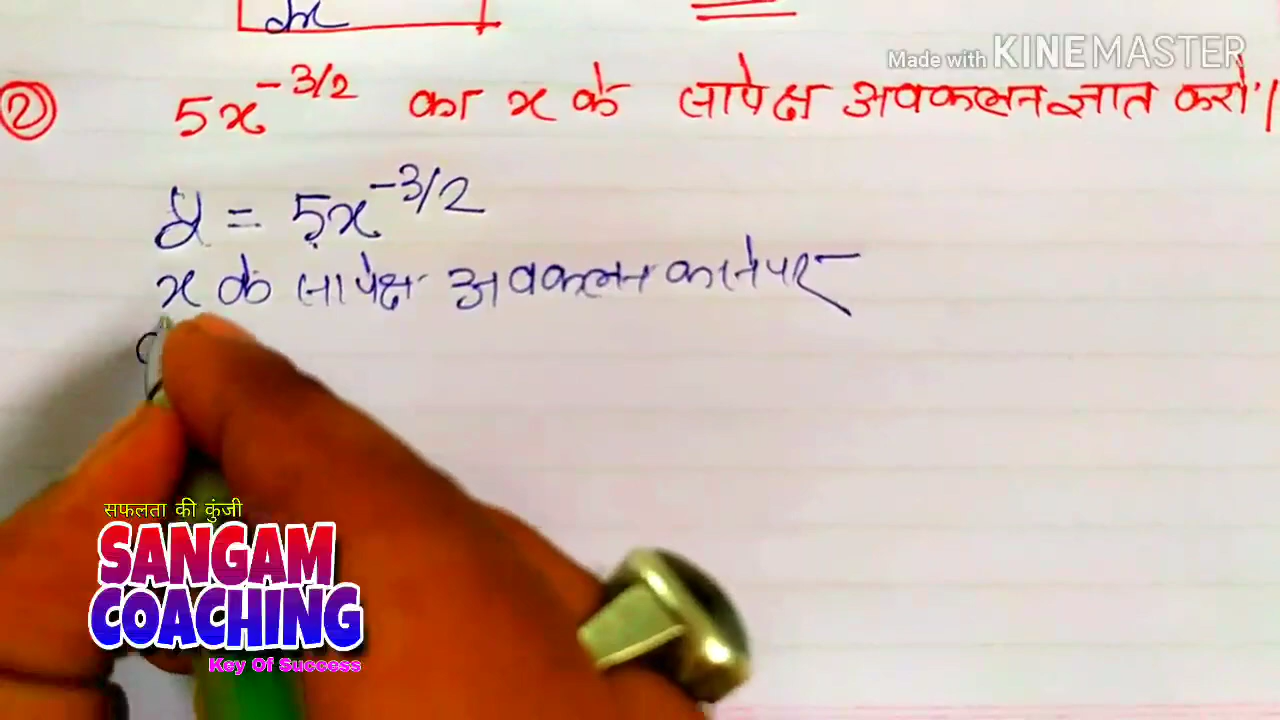 dx
Made with KINEMASTER
② 5x^-3/2 का x के सापेक्ष अवकलन ज्ञात करो।
y = 5x^-3/2
x के सापेक्ष अवकलन करने पर
सफलता की कुंजी
SANGAM
COACHING
Key Of Success